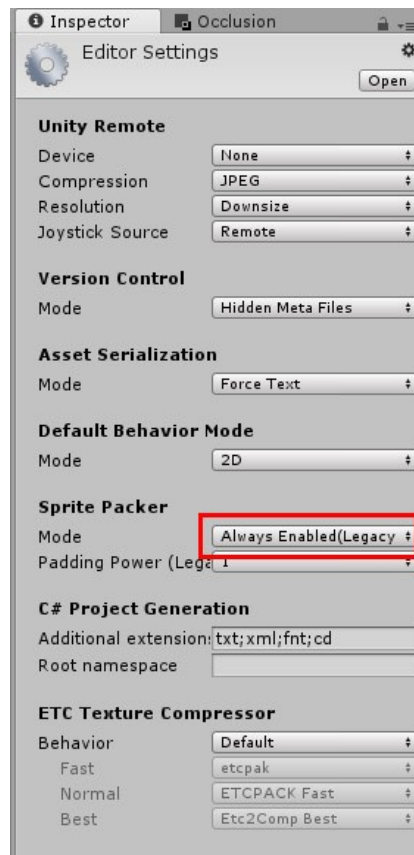 Inspector Occlusion
Editor Settings
Open
Unity Remote
Device None
Compression JPEG
Resolution Downsize
Joystick Source Remote
Version Control
Mode Hidden Meta Files
Asset Serialization
Mode Force Text
Default Behavior Mode
Mode 2D
Sprite Packer
Mode Always Enabled(Legacy
Padding Power (Lega 1
C# Project Generation
Additional extension: txt;xml;fnt;cd
Root namespace
ETC Texture Compressor
Behavior Default
Fast etcpak
Normal ETCPACK Fast
Best Etc2Comp Best